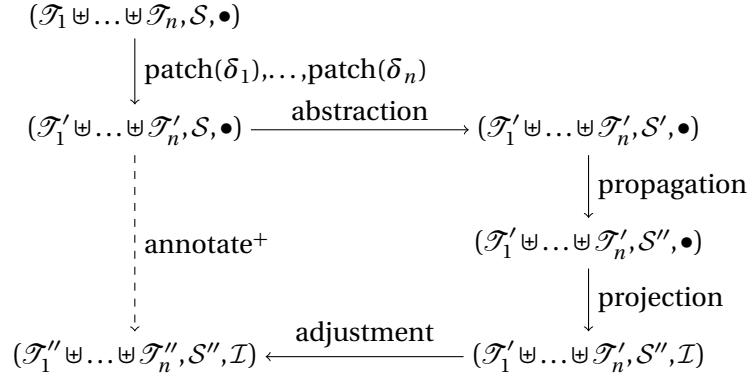 (𝒯₁ ⊎ … ⊎ 𝒯ₙ, 𝒮, •)
patch(δ₁),…,patch(δₙ)
(𝒯₁′ ⊎ … ⊎ 𝒯ₙ′, 𝒮, •)
abstraction
(𝒯₁′ ⊎ … ⊎ 𝒯ₙ′, 𝒮′, •)
propagation
annotate⁺
(𝒯₁′ ⊎ … ⊎ 𝒯ₙ′, 𝒮″, •)
projection
(𝒯₁″ ⊎ … ⊎ 𝒯ₙ″, 𝒮″, ℐ)
adjustment
(𝒯₁′ ⊎ … ⊎ 𝒯ₙ′, 𝒮″, ℐ)